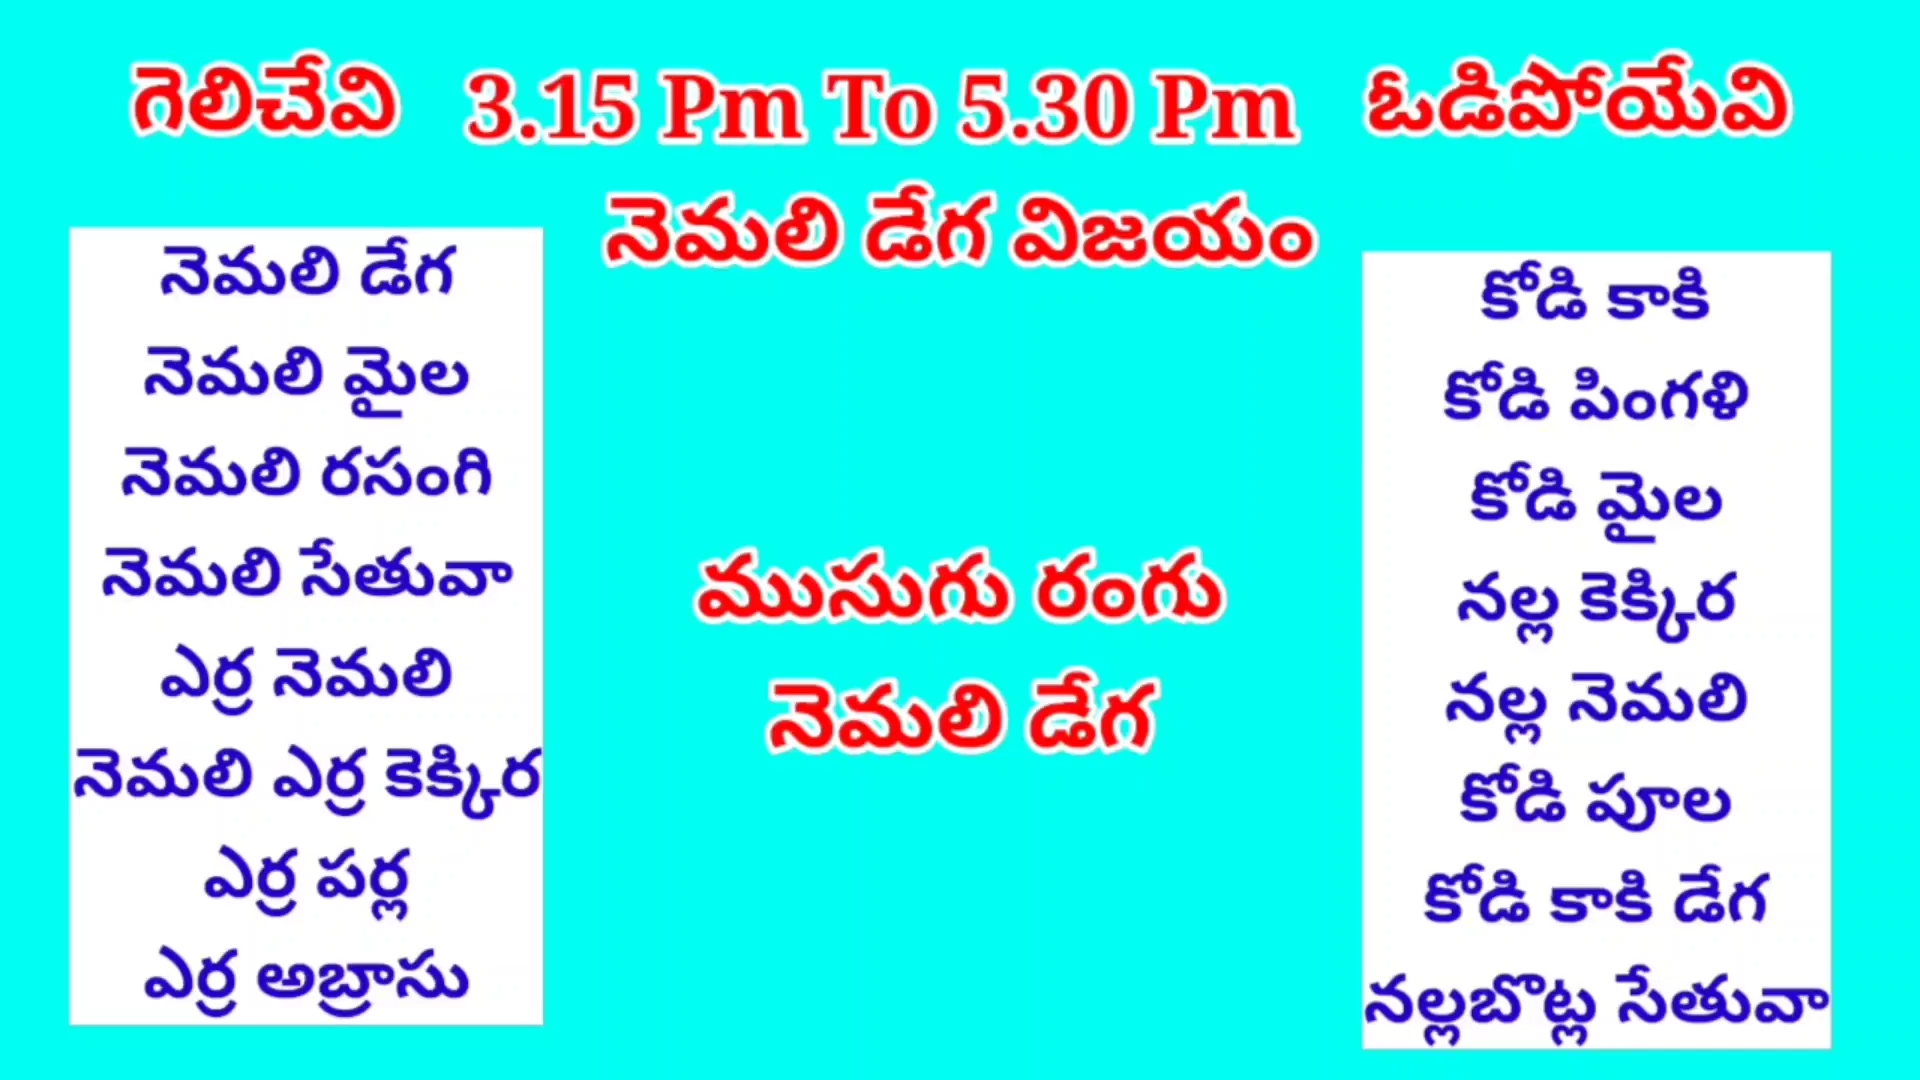 గెలిచేవి 3.15 Pm To 5.30 Pm ఓడిపోయేవి
నెమలి డేగ విజయం
నెమలి డేగ
నెమలి మైల
నెమలి రసంగి
నెమలి సేతువా
ఎర్ర నెమలి
నెమలి ఎర్ర కెక్కిర
ఎర్ర పర్ల
ఎర్ర అబ్రాసు
ముసుగు రంగు
నెమలి డేగ
కోడి కాకి
కోడి పింగళి
కోడి మైల
నల్ల కెక్కిర
నల్ల నెమలి
కోడి పూల
కోడి కాకి డేగ
నల్లబొట్ల సేతువా